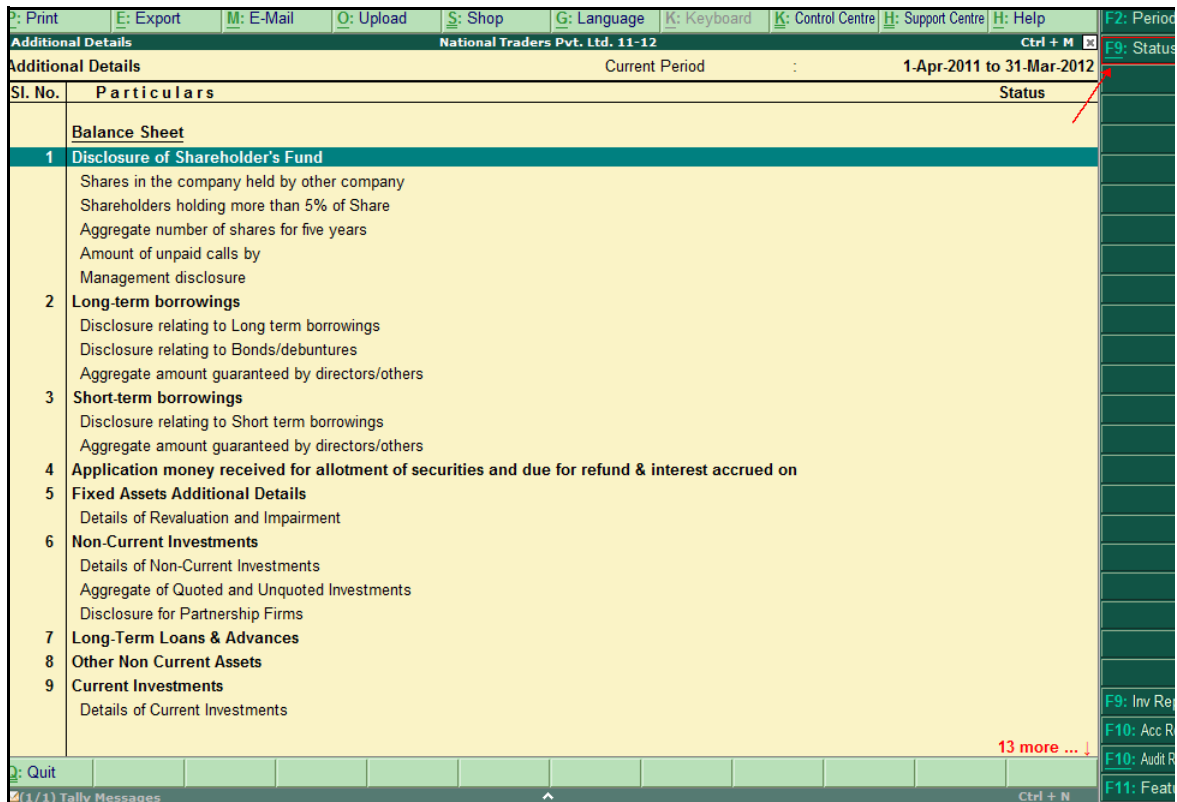 P: Print E: Export M: E-Mail O: Upload S: Shop G: Language K: Keyboard K: Control Centre H: Support Centre H: Help F2: Period
Additional Details National Traders Pvt. Ltd. 11-12 Ctrl + M
F9: Status
Additional Details Current Period : 1-Apr-2011 to 31-Mar-2012
Sl. No. Particulars Status
Balance Sheet
1 Disclosure of Shareholder's Fund
Shares in the company held by other company
Shareholders holding more than 5% of Share
Aggregate number of shares for five years
Amount of unpaid calls by
Management disclosure
2 Long-term borrowings
Disclosure relating to Long term borrowings
Disclosure relating to Bonds/debuntures
Aggregate amount guaranteed by directors/others
3 Short-term borrowings
Disclosure relating to Short term borrowings
Aggregate amount guaranteed by directors/others
4 Application money received for allotment of securities and due for refund & interest accrued on
5 Fixed Assets Additional Details
Details of Revaluation and Impairment
6 Non-Current Investments
Details of Non-Current Investments
Aggregate of Quoted and Unquoted Investments
Disclosure for Partnership Firms
7 Long-Term Loans & Advances
8 Other Non Current Assets
9 Current Investments
Details of Current Investments
F9: Inv Rep
F10: Acc R
13 more ... ↓
F10: Audit R
Q: Quit
F11: Featu
(1/1) Tally Messages Ctrl + N